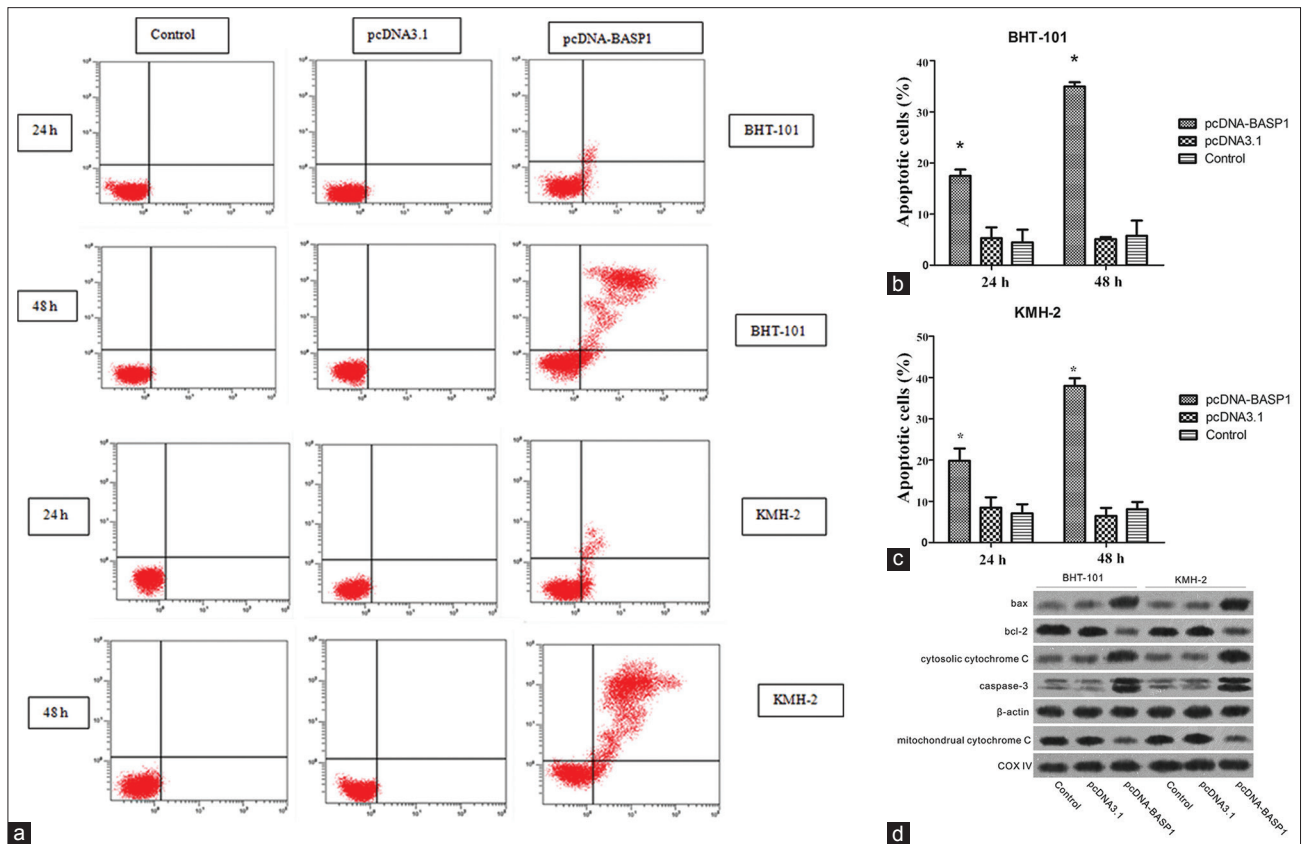 Control
pcDNA3.1
pcDNA-BASP1
24 h
BHT-101
48 h
BHT-101
24 h
KMH-2
48 h
KMH-2
a
BHT-101
Apoptotic cells (%)
40
30
20
10
0
*
*
24 h
48 h
pcDNA-BASP1
pcDNA3.1
Control
b
KMH-2
Apoptotic cells (%)
50
40
30
20
10
0
*
*
24 h
48 h
pcDNA-BASP1
pcDNA3.1
Control
c
BHT-101
KMH-2
bax
bcl-2
cytosolic cytochrome C
caspase-3
β-actin
mitochondrual cytochrome C
COX IV
Control
pcDNA3.1
pcDNA-BASP1
Control
pcDNA3.1
pcDNA-BASP1
d